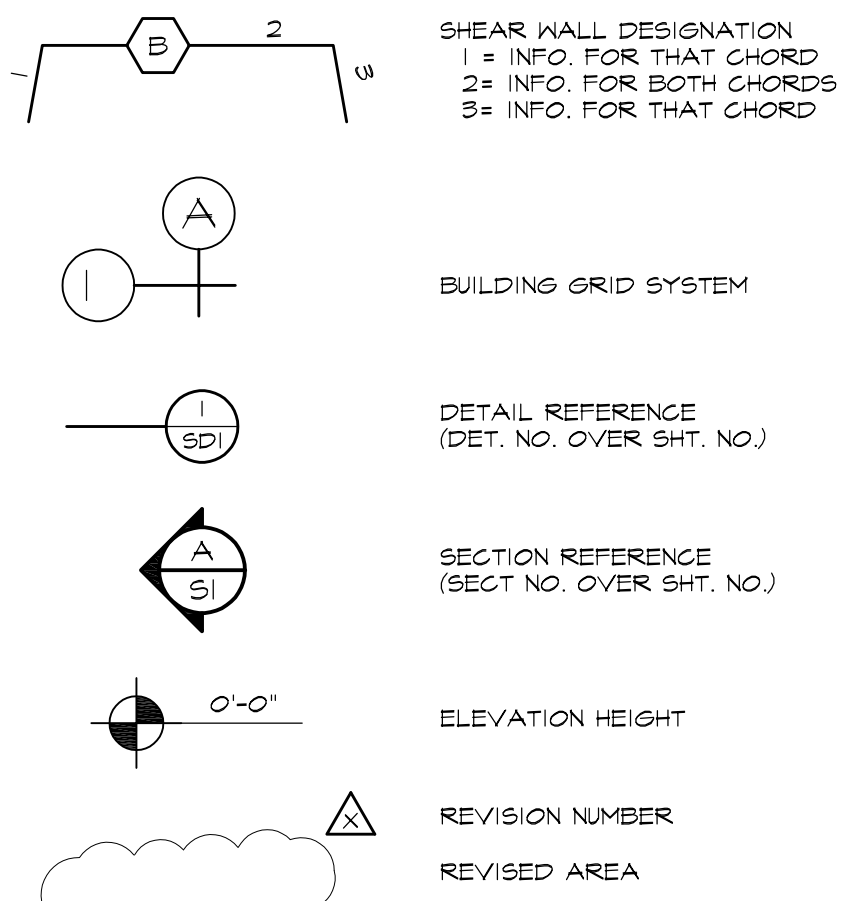 B
2
1
3
SHEAR WALL DESIGNATION
1 = INFO. FOR THAT CHORD
2= INFO. FOR BOTH CHORDS
3= INFO. FOR THAT CHORD
A
1
BUILDING GRID SYSTEM
1
SD1
DETAIL REFERENCE
(DET. NO. OVER SHT. NO.)
A
S1
SECTION REFERENCE
(SECT NO. OVER SHT. NO.)
0'-0"
ELEVATION HEIGHT
X
REVISION NUMBER
REVISED AREA